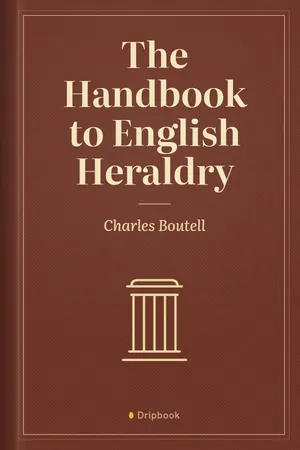 The
Handbook
to English
Heraldry
Charles Boutell
Dripbook